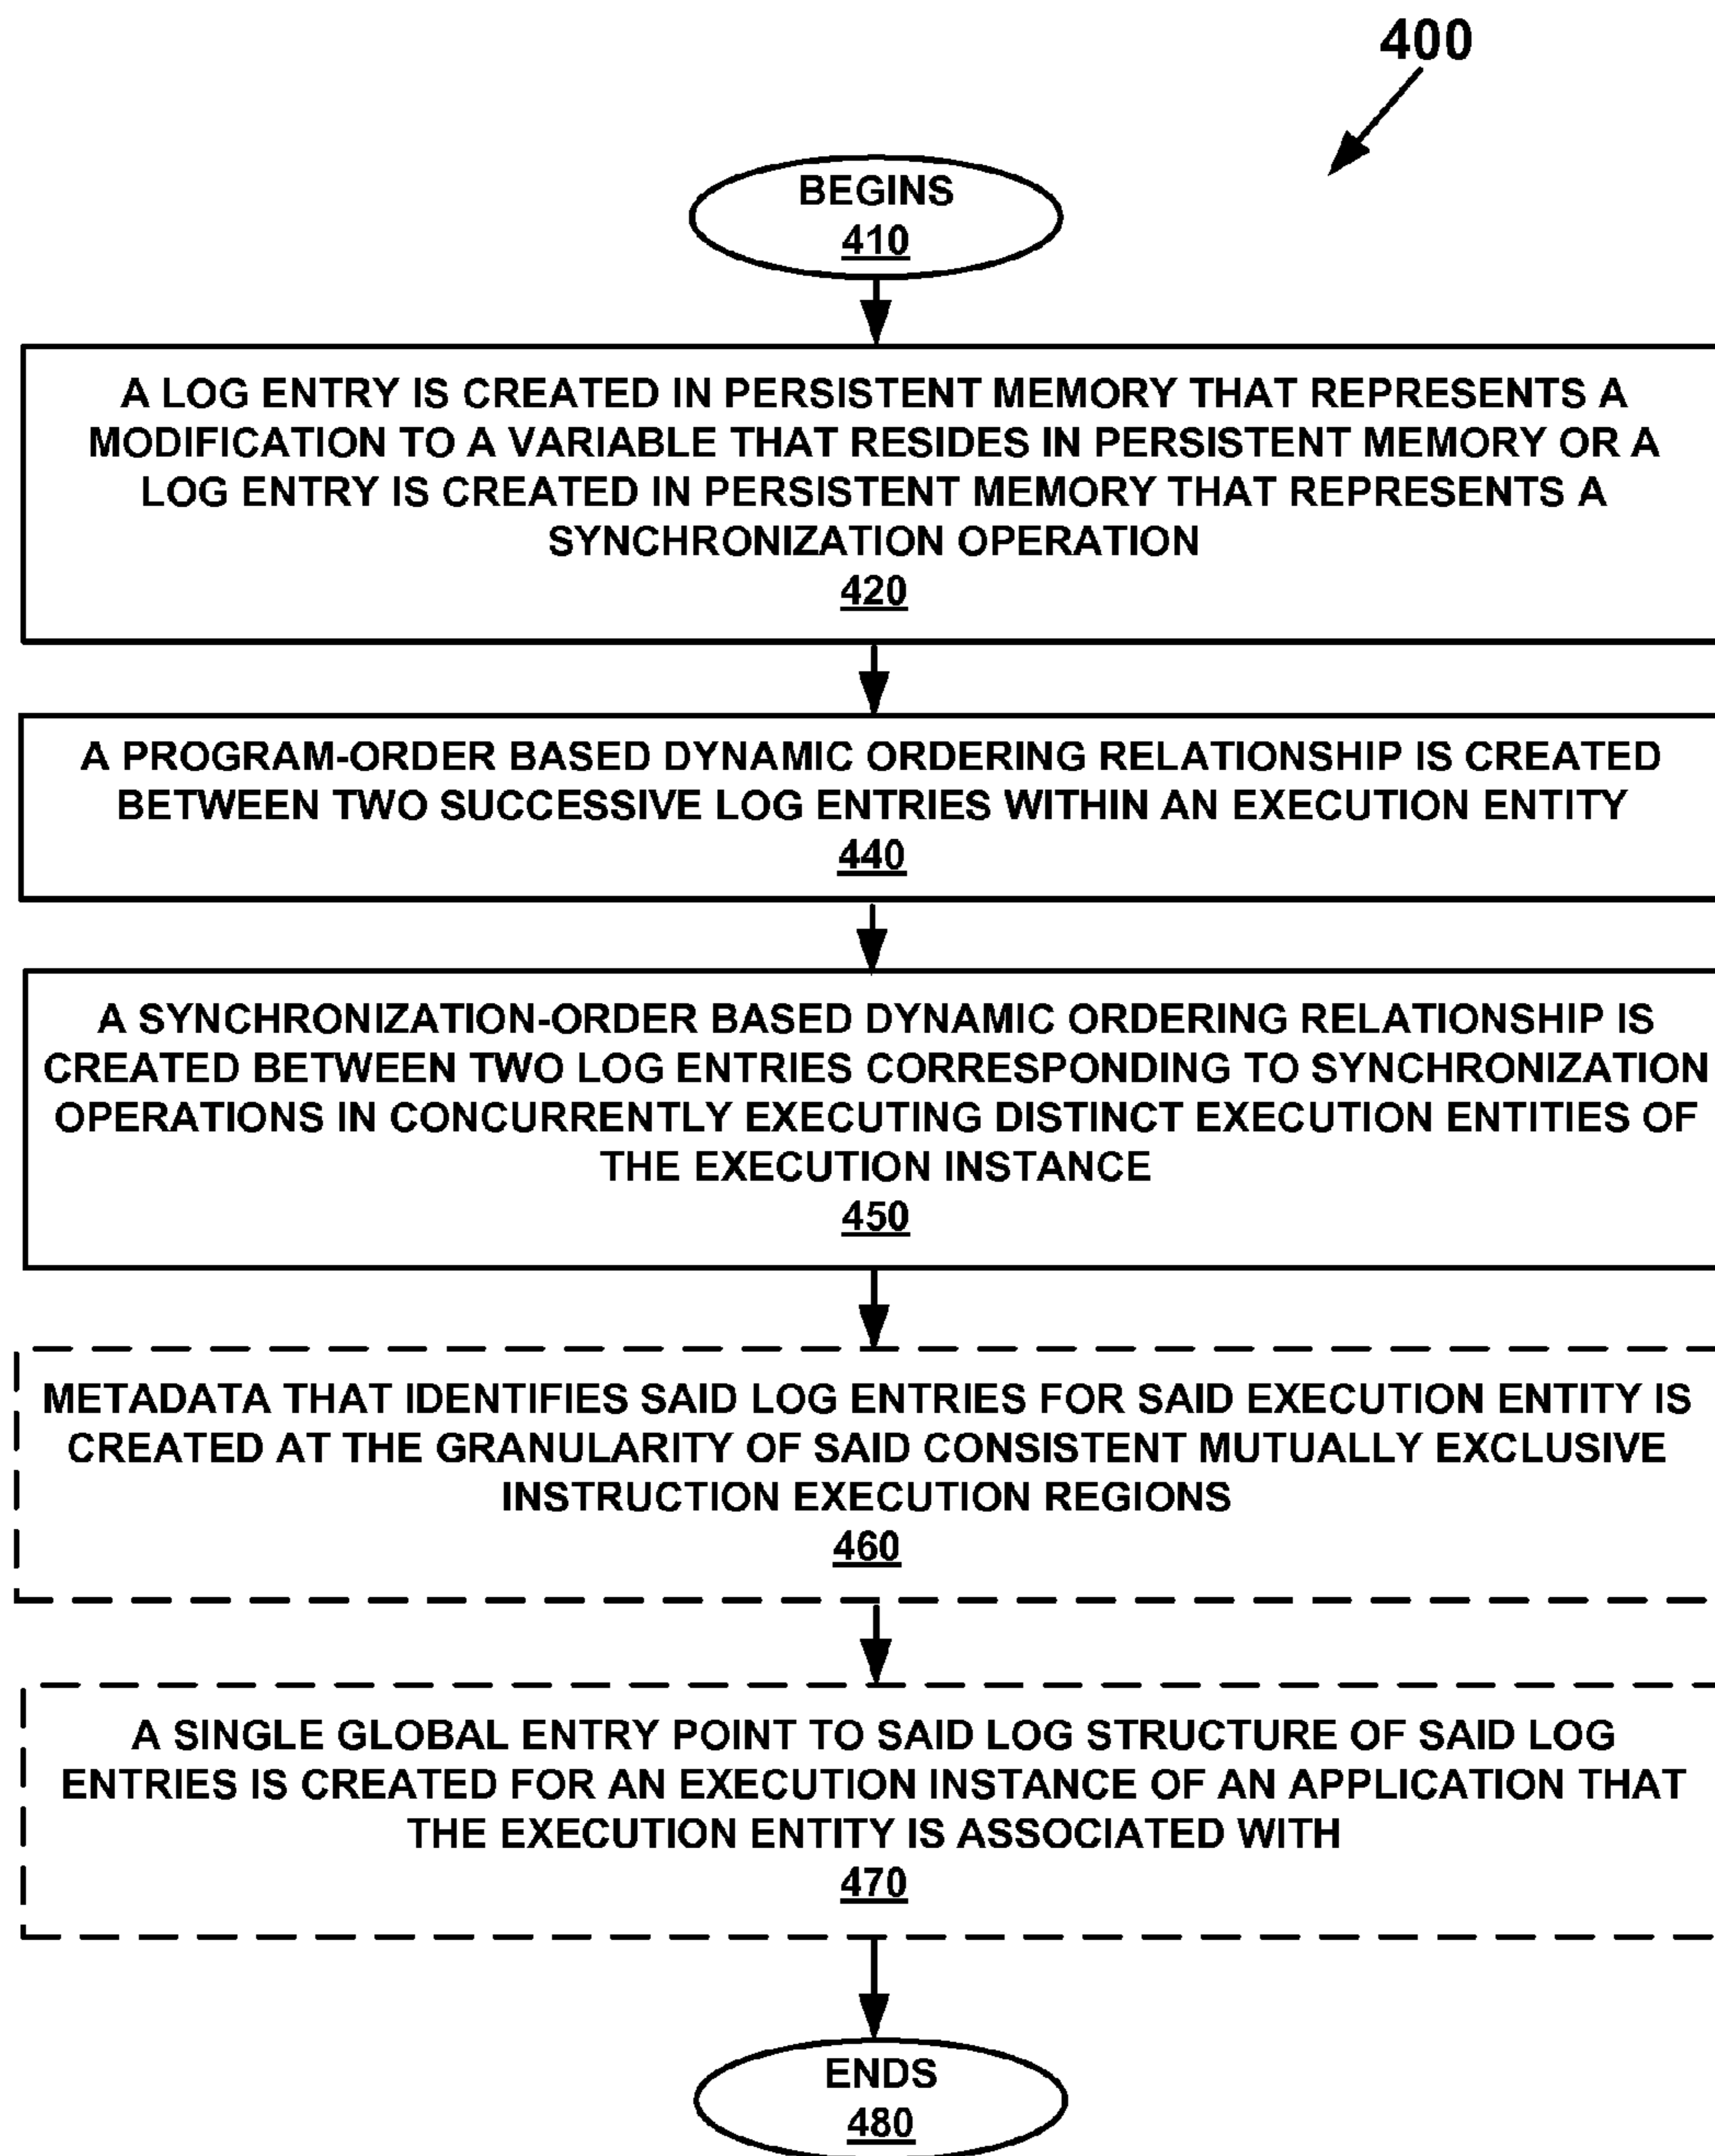 400
BEGINS
410
A LOG ENTRY IS CREATED IN PERSISTENT MEMORY THAT REPRESENTS A
MODIFICATION TO A VARIABLE THAT RESIDES IN PERSISTENT MEMORY OR A
LOG ENTRY IS CREATED IN PERSISTENT MEMORY THAT REPRESENTS A
SYNCHRONIZATION OPERATION
420
A PROGRAM-ORDER BASED DYNAMIC ORDERING RELATIONSHIP IS CREATED
BETWEEN TWO SUCCESSIVE LOG ENTRIES WITHIN AN EXECUTION ENTITY
440
A SYNCHRONIZATION-ORDER BASED DYNAMIC ORDERING RELATIONSHIP IS
CREATED BETWEEN TWO LOG ENTRIES CORRESPONDING TO SYNCHRONIZATION
OPERATIONS IN CONCURRENTLY EXECUTING DISTINCT EXECUTION ENTITIES OF
THE EXECUTION INSTANCE
450
METADATA THAT IDENTIFIES SAID LOG ENTRIES FOR SAID EXECUTION ENTITY IS
CREATED AT THE GRANULARITY OF SAID CONSISTENT MUTUALLY EXCLUSIVE
INSTRUCTION EXECUTION REGIONS
460
A SINGLE GLOBAL ENTRY POINT TO SAID LOG STRUCTURE OF SAID LOG
ENTRIES IS CREATED FOR AN EXECUTION INSTANCE OF AN APPLICATION THAT
THE EXECUTION ENTITY IS ASSOCIATED WITH
470
ENDS
480